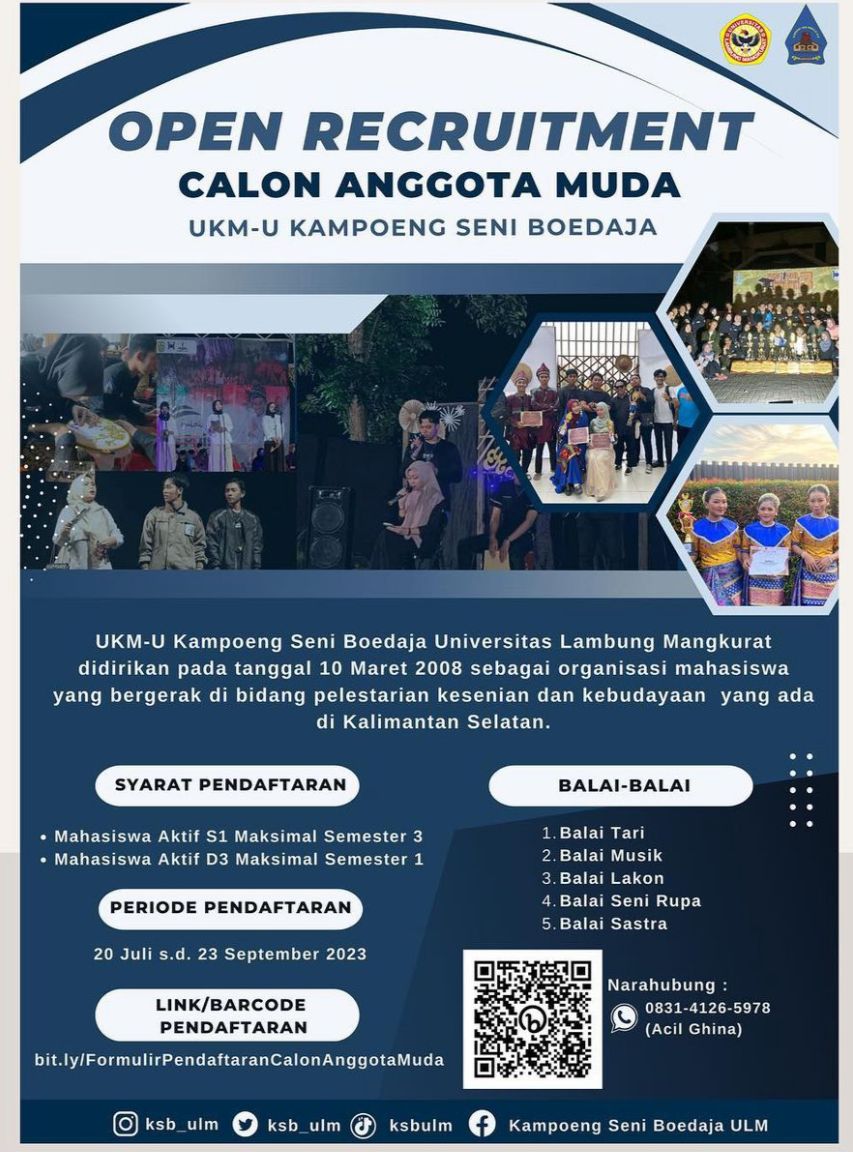 OPEN RECRUITMENT
CALON ANGGOTA MUDA
UKM-U KAMPOENG SENI BOEDAJA
UKM-U Kampoeng Seni Boedaja Universitas Lambung Mangkurat
didirikan pada tanggal 10 Maret 2008 sebagai organisasi mahasiswa
yang bergerak di bidang pelestarian kesenian dan kebudayaan yang ada
di Kalimantan Selatan.
SYARAT PENDAFTARAN
• Mahasiswa Aktif S1 Maksimal Semester 3
• Mahasiswa Aktif D3 Maksimal Semester 1
PERIODE PENDAFTARAN
20 Juli s.d. 23 September 2023
LINK/BARCODE
PENDAFTARAN
bit.ly/FormulirPendaftaranCalonAnggotaMuda
BALAI-BALAI
1. Balai Tari
2. Balai Musik
3. Balai Lakon
4. Balai Seni Rupa
5. Balai Sastra
Narahubung :
0831-4126-5978
(Acil Ghina)
ksb_ulm
ksb_ulm
ksbulm
Kampoeng Seni Boedaja ULM